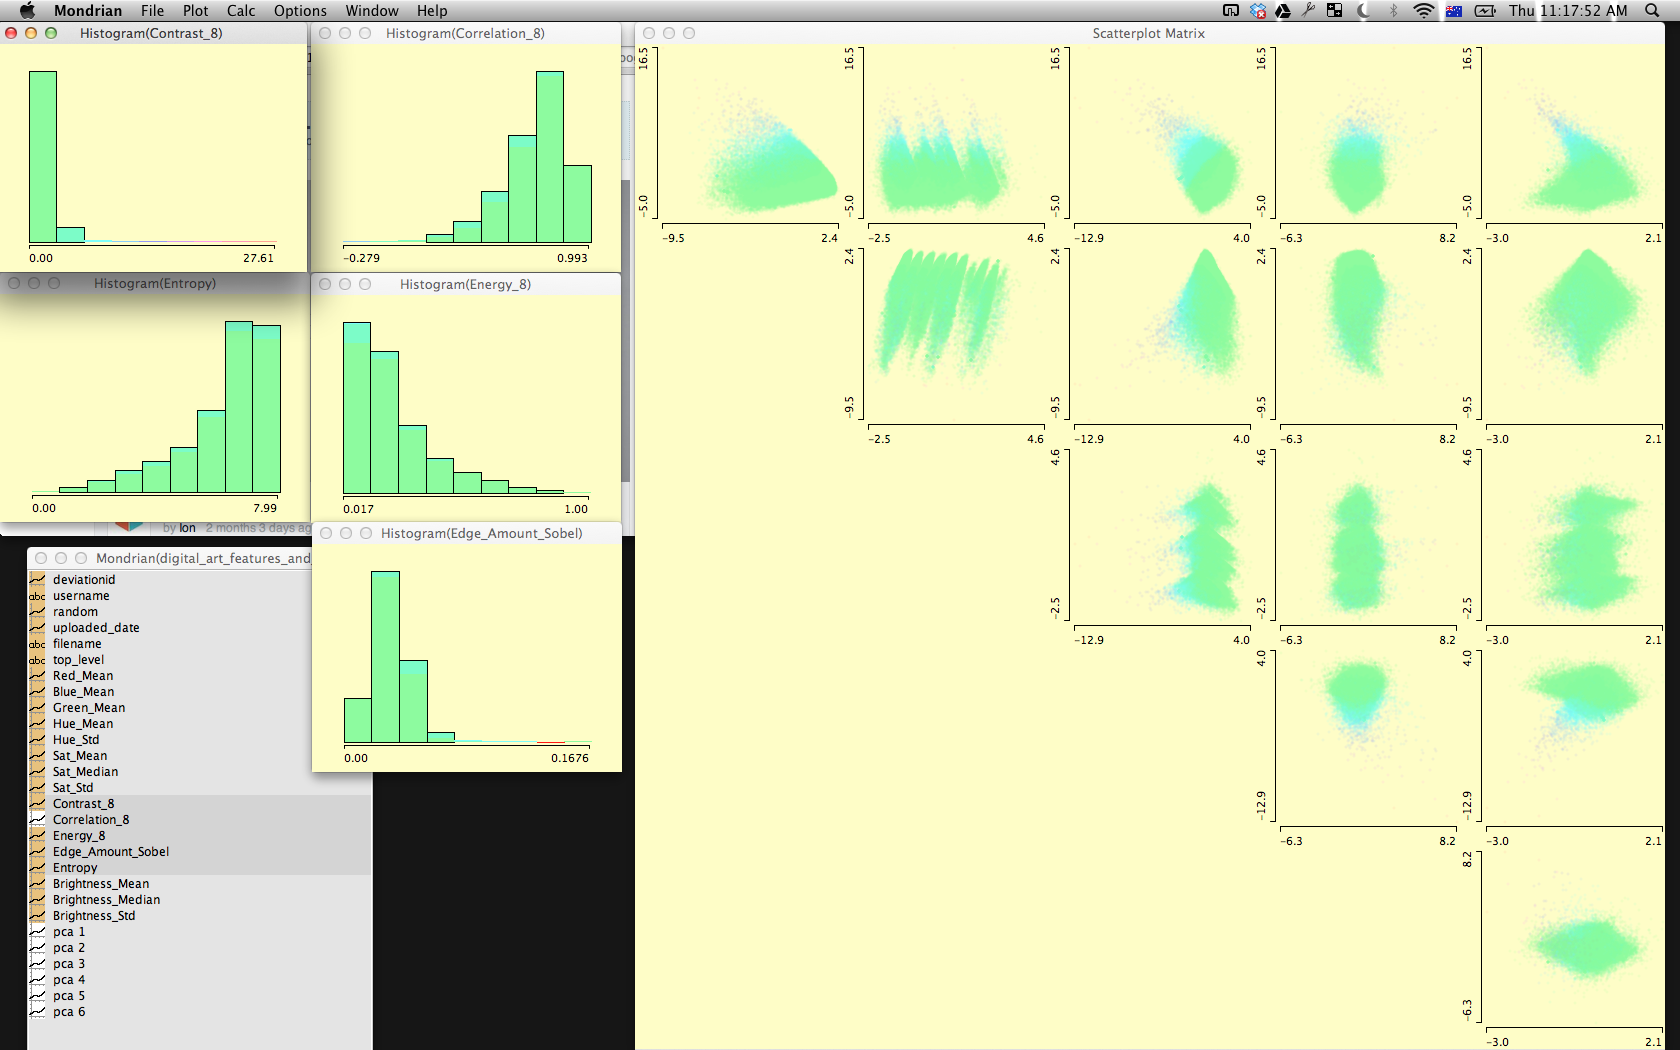 Mondrian File Plot Calc Options Window Help
Thu 11:17:52 AM
Histogram(Contrast_8)
0.00 27.61
Histogram(Correlation_8)
-0.279 0.993
Histogram(Entropy)
0.00 7.99
Histogram(Energy_8)
0.017 1.00
by lon 2 months 3 days ag
Histogram(Edge_Amount_Sobel)
0.00 0.1676
Mondrian(digital_art_features_and_
deviationid
abc username
random
uploaded_date
abc filename
abc top_level
Red_Mean
Blue_Mean
Green_Mean
Hue_Mean
Hue_Std
Sat_Mean
Sat_Median
Sat_Std
Contrast_8
Correlation_8
Energy_8
Edge_Amount_Sobel
Entropy
Brightness_Mean
Brightness_Median
Brightness_Std
pca 1
pca 2
pca 3
pca 4
pca 5
pca 6
Scatterplot Matrix
16.5 16.5 16.5 16.5 16.5
-5.0 -5.0 -5.0 -5.0 -5.0
-9.5 2.4 -2.5 4.6 -12.9 4.0 -6.3 8.2 -3.0 2.1
2.4 2.4 2.4 2.4
-9.5 -9.5 -9.5 -9.5
-2.5 4.6 -12.9 4.0 -6.3 8.2 -3.0 2.1
4.6 4.6 4.6
-2.5 -2.5 -2.5
-12.9 4.0 -6.3 8.2 -3.0 2.1
4.0 4.0
-12.9 -12.9
-6.3 8.2 -3.0 2.1
8.2
-6.3
-3.0 2.1